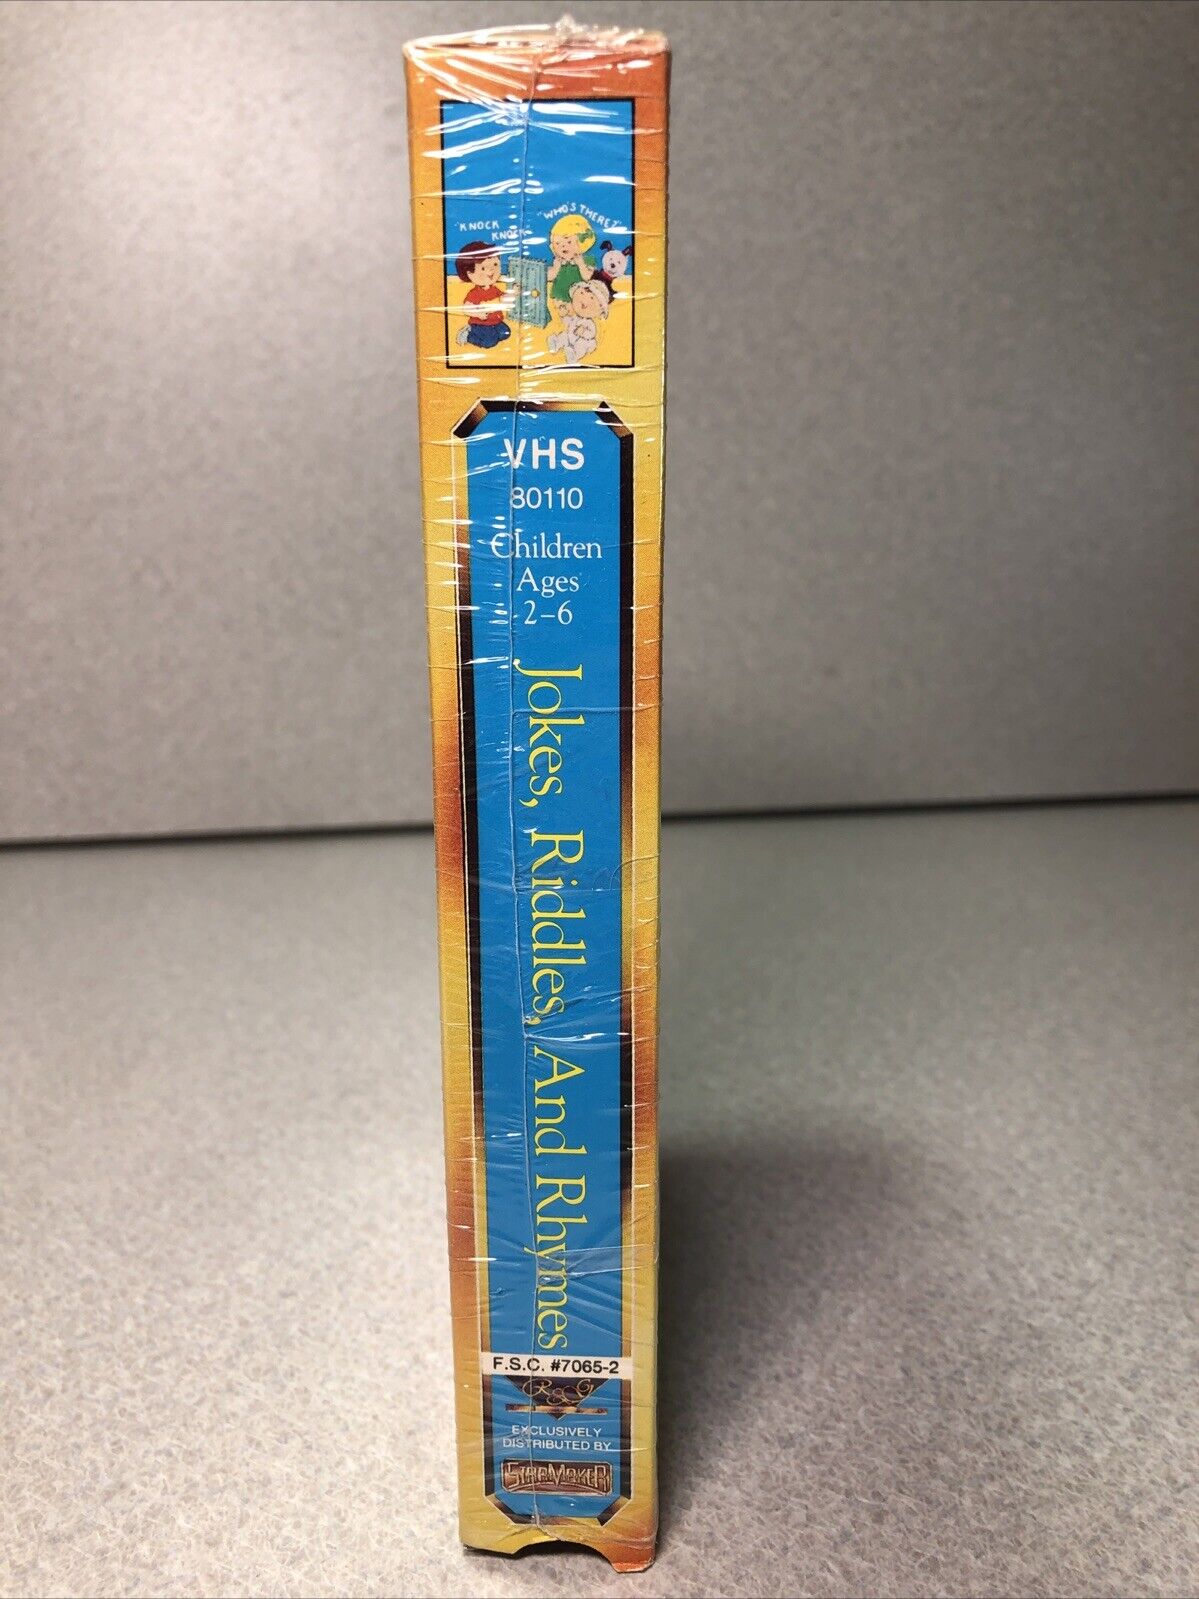 "KNOCK
KNOCK"
"WHO'S THERE?"
VHS
80110
Children
Ages
2-6
Jokes, Riddles, And Rhymes
F.S.C. #7065-2
R&G
EXCLUSIVELY
DISTRIBUTED BY
STARMAKER